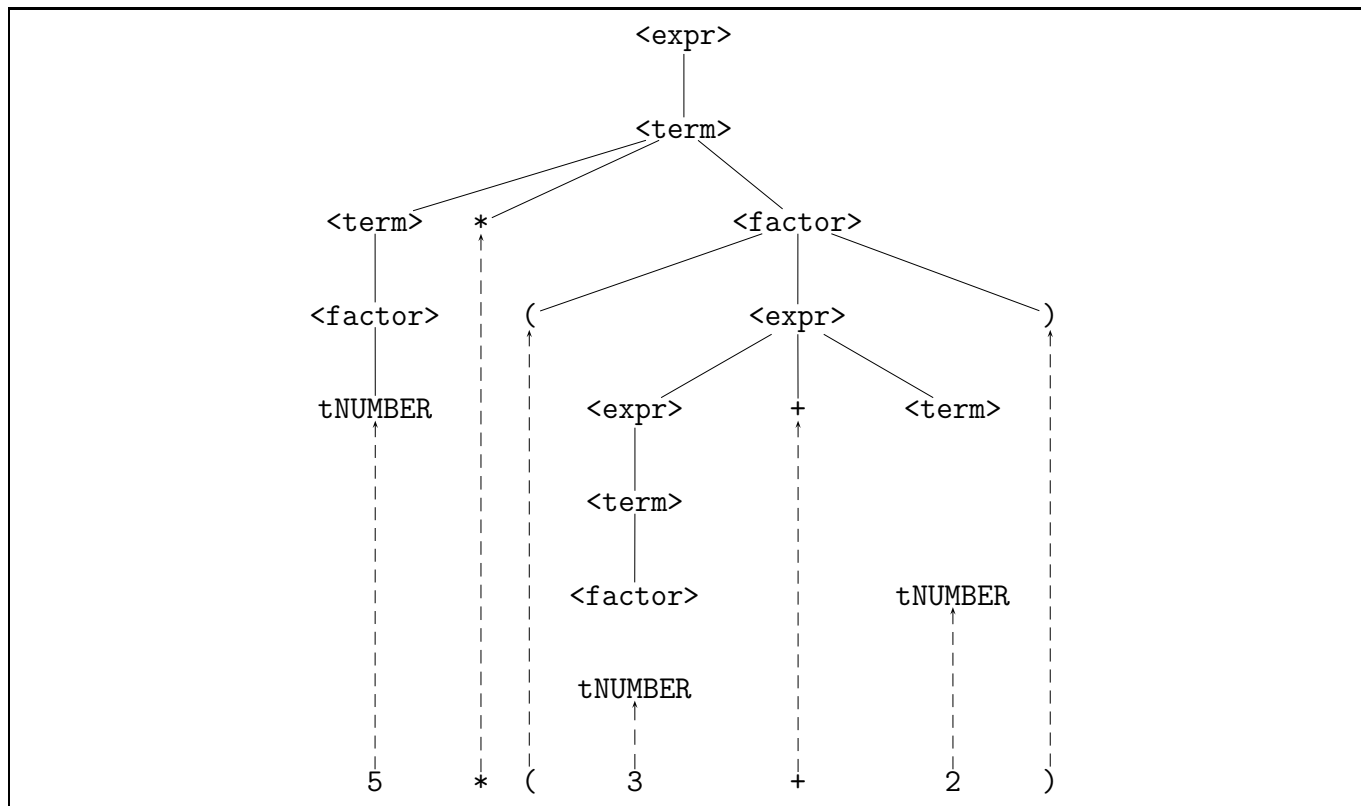 <expr>
<term>
<term> * <factor>
<factor> ( <expr> )
tNUMBER <expr> + <term>
<term>
<factor> tNUMBER
tNUMBER
5 * ( 3 + 2 )